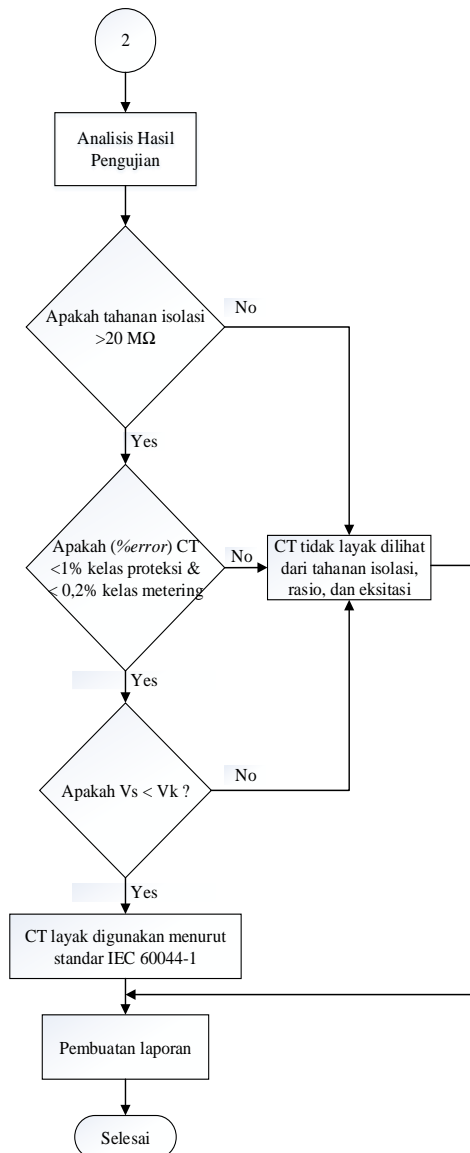 2
Analisis Hasil
Pengujian
Apakah tahanan isolasi
>20 MΩ
No
Yes
Apakah (%error) CT
<1% kelas proteksi &
< 0,2% kelas metering
No
CT tidak layak dilihat
dari tahanan isolasi,
rasio, dan eksitasi
Yes
Apakah Vs < Vk ?
No
Yes
CT layak digunakan menurut
standar IEC 60044-1
Pembuatan laporan
Selesai